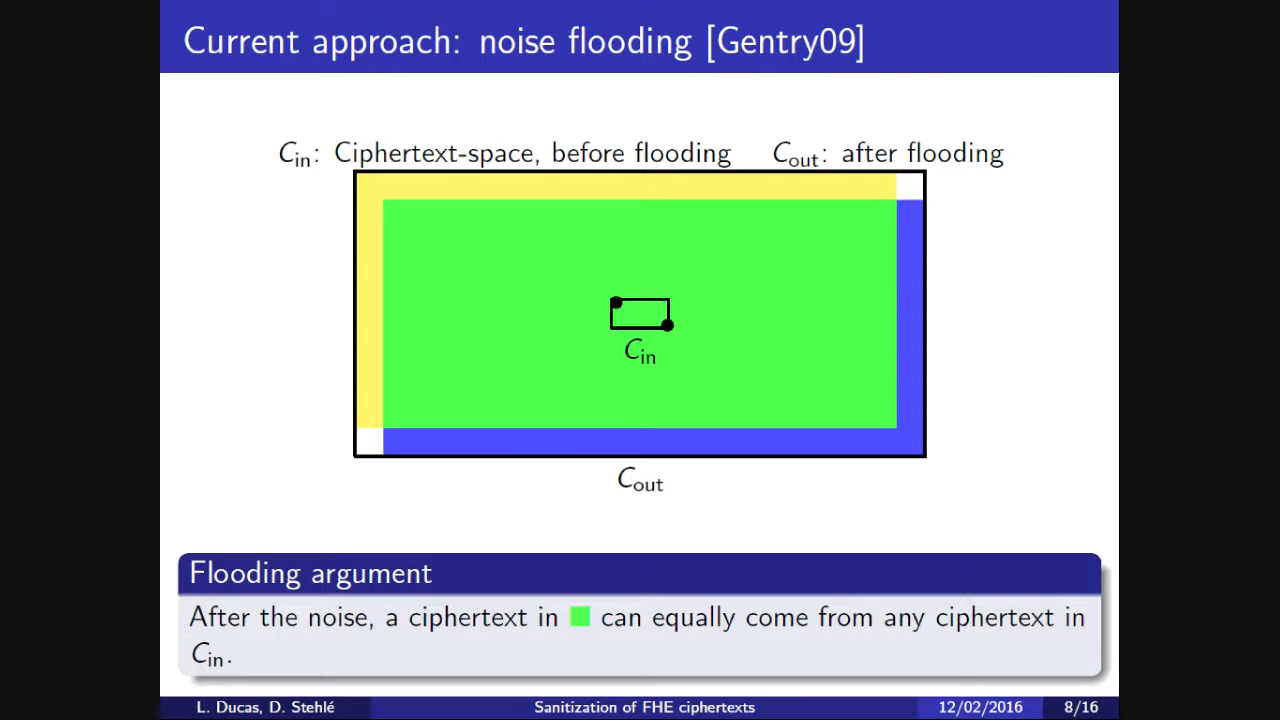 Current approach: noise flooding [Gentry09]
C_in: Ciphertext-space, before flooding C_out: after flooding
C_in
C_out
Flooding argument
After the noise, a ciphertext in can equally come from any ciphertext in
C_in.
L. Ducas, D. Stehlé Sanitization of FHE ciphertexts 12/02/2016 8/16